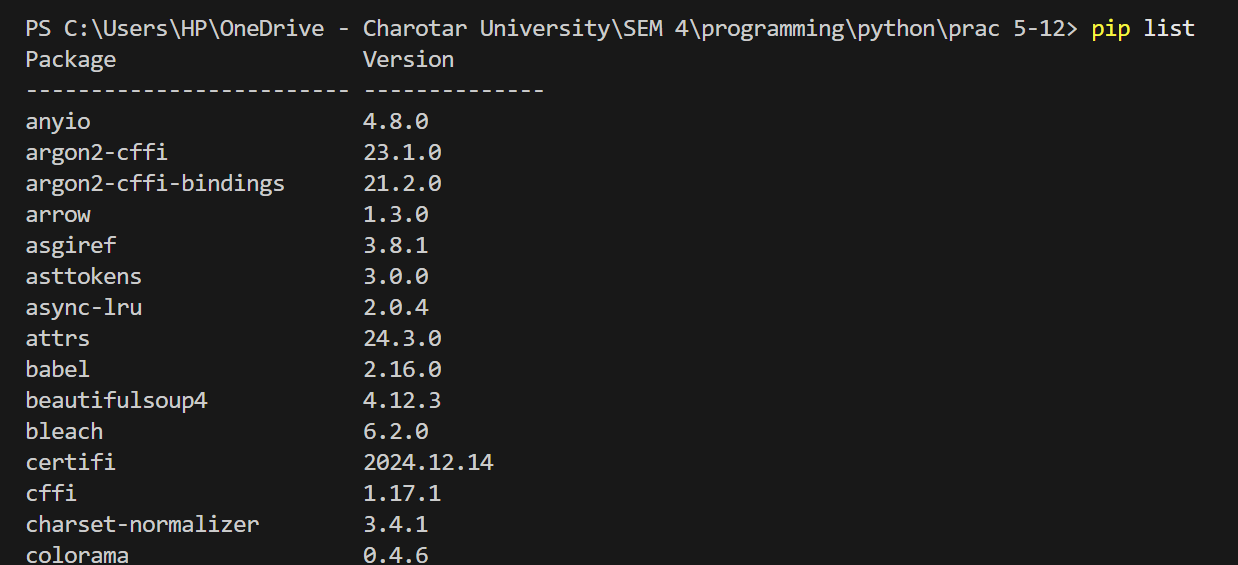 PS C:\Users\HP\OneDrive - Charotar University\SEM 4\programming\python\prac 5-12> pip list
Package                   Version
------------------------- --------------
anyio                     4.8.0
argon2-cffi               23.1.0
argon2-cffi-bindings      21.2.0
arrow                     1.3.0
asgiref                   3.8.1
asttokens                 3.0.0
async-lru                 2.0.4
attrs                     24.3.0
babel                     2.16.0
beautifulsoup4            4.12.3
bleach                    6.2.0
certifi                   2024.12.14
cffi                      1.17.1
charset-normalizer        3.4.1
colorama                  0.4.6